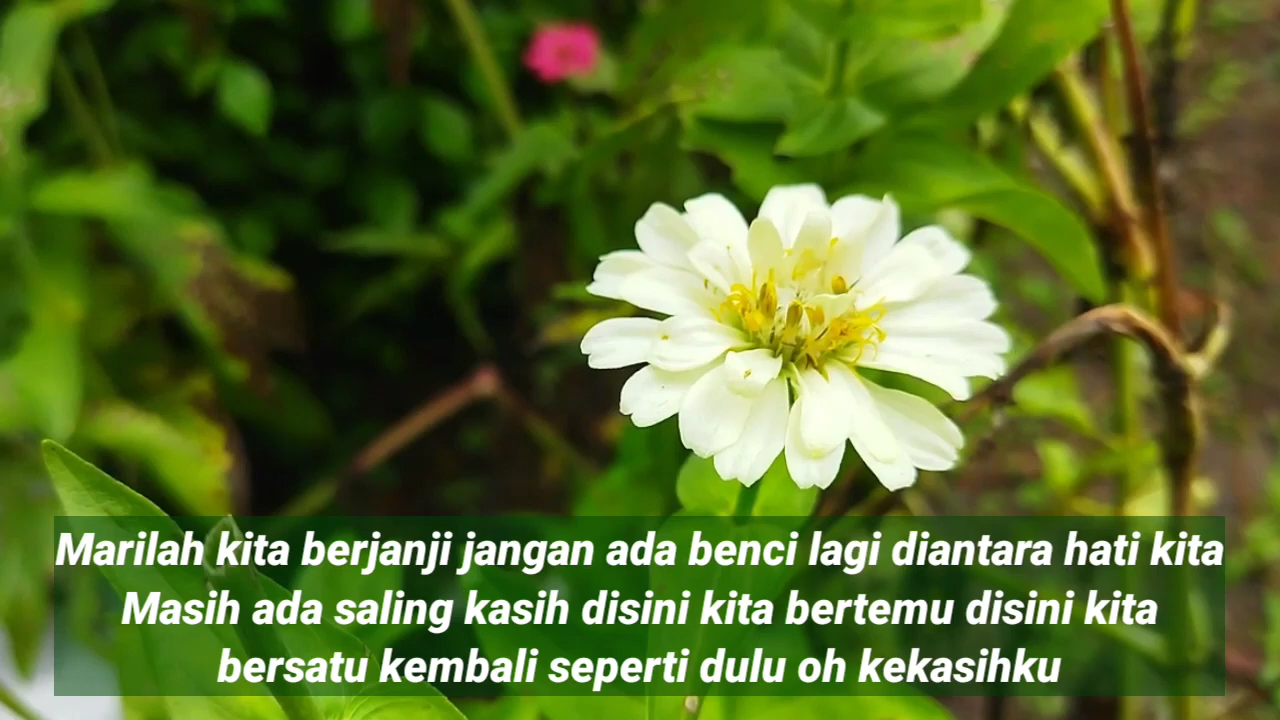 Marilah kita berjanji jangan ada benci lagi diantara hati kita
Masih ada saling kasih disini kita bertemu disini kita
bersatu kembali seperti dulu oh kekasihku